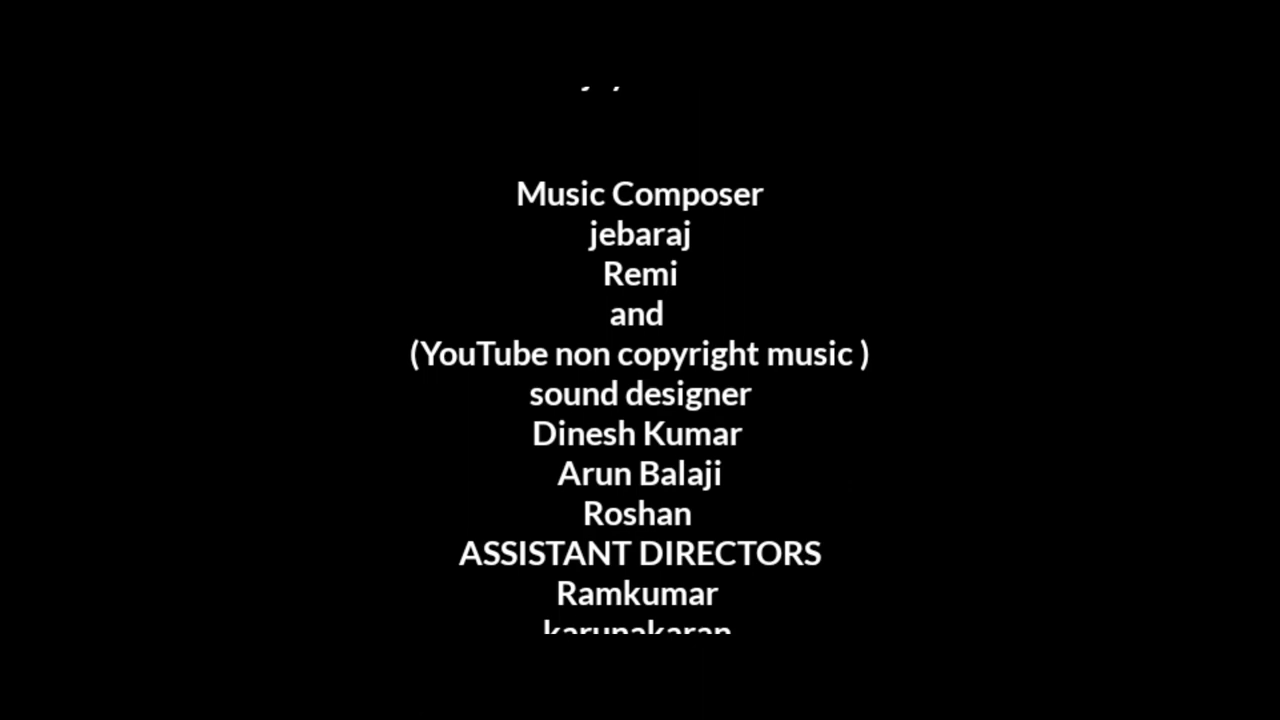 Music Composer
jebaraj
Remi
and
(YouTube non copyright music )
sound designer
Dinesh Kumar
Arun Balaji
Roshan
ASSISTANT DIRECTORS
Ramkumar
karunakaran